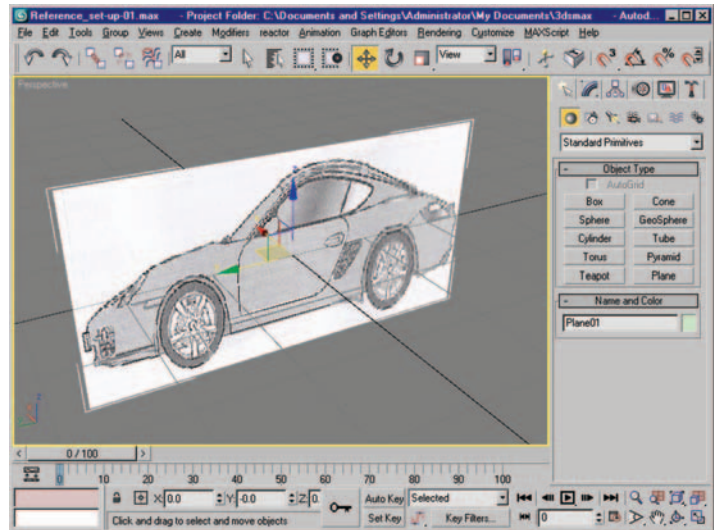 Reference_set-up-01.max - Project Folder: C:\Documents and Settings\Administrator\My Documents\3dsmax - Autod...
File Edit Tools Group Views Create Modifiers reactor Animation Graph Editors Rendering Customize MAXScript Help
All View
Perspective
Standard Primitives
- Object Type
AutoGrid
Box Cone
Sphere GeoSphere
Cylinder Tube
Torus Pyramid
Teapot Plane
- Name and Color
Plane01
< 0 / 100 >
0 10 20 30 40 50 60 70 80 90 100
X: 0.0 Y: -0.0 Z: 0. Auto Key Selected
Click and drag to select and move objects Set Key Key Filters... 0